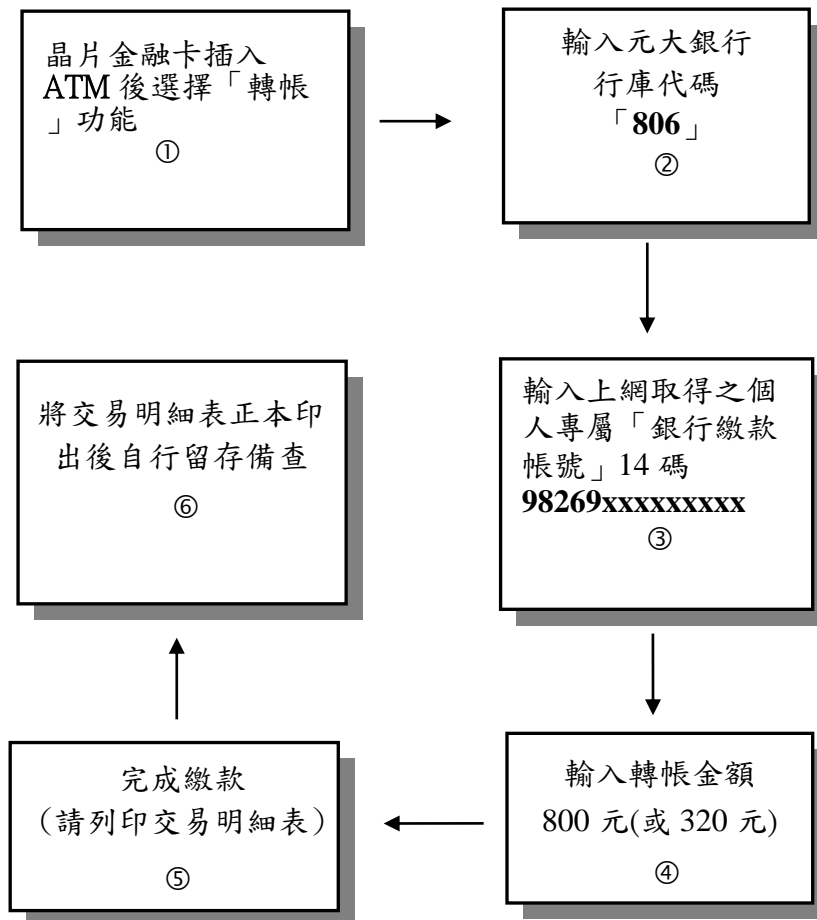 晶片金融卡插入
ATM 後選擇「轉帳
」功能
①
輸入元大銀行
行庫代碼
「806」
②
輸入上網取得之個
人專屬「銀行繳款
帳號」14 碼
98269xxxxxxxxx
③
輸入轉帳金額
800 元(或 320 元)
④
完成繳款
（請列印交易明細表）
⑤
將交易明細表正本印
出後自行留存備查
⑥